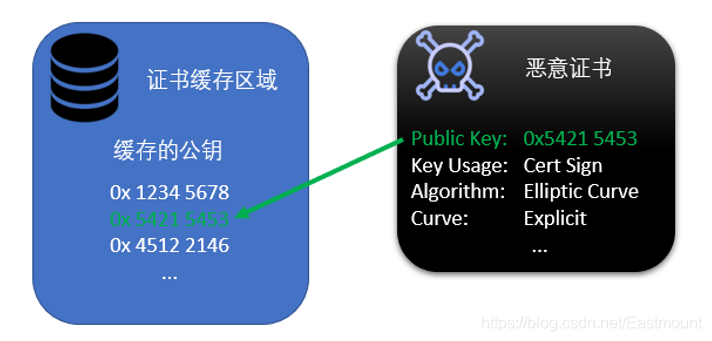 证书缓存区域
缓存的公钥
0x 1234 5678
0x 5421 5453
0x 4512 2146
...
恶意证书
Public Key: 0x5421 5453
Key Usage: Cert Sign
Algorithm: Elliptic Curve
Curve: Explicit
...
https://blog.csdn.net/Eastmount